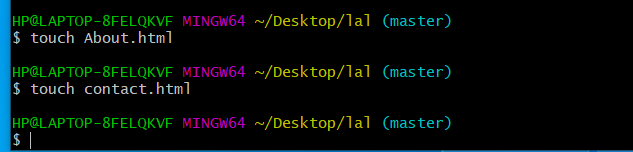 HP@LAPTOP-8FELQKVF MINGW64 ~/Desktop/lal (master)
$ touch About.html
HP@LAPTOP-8FELQKVF MINGW64 ~/Desktop/lal (master)
$ touch contact.html
HP@LAPTOP-8FELQKVF MINGW64 ~/Desktop/lal (master)
$